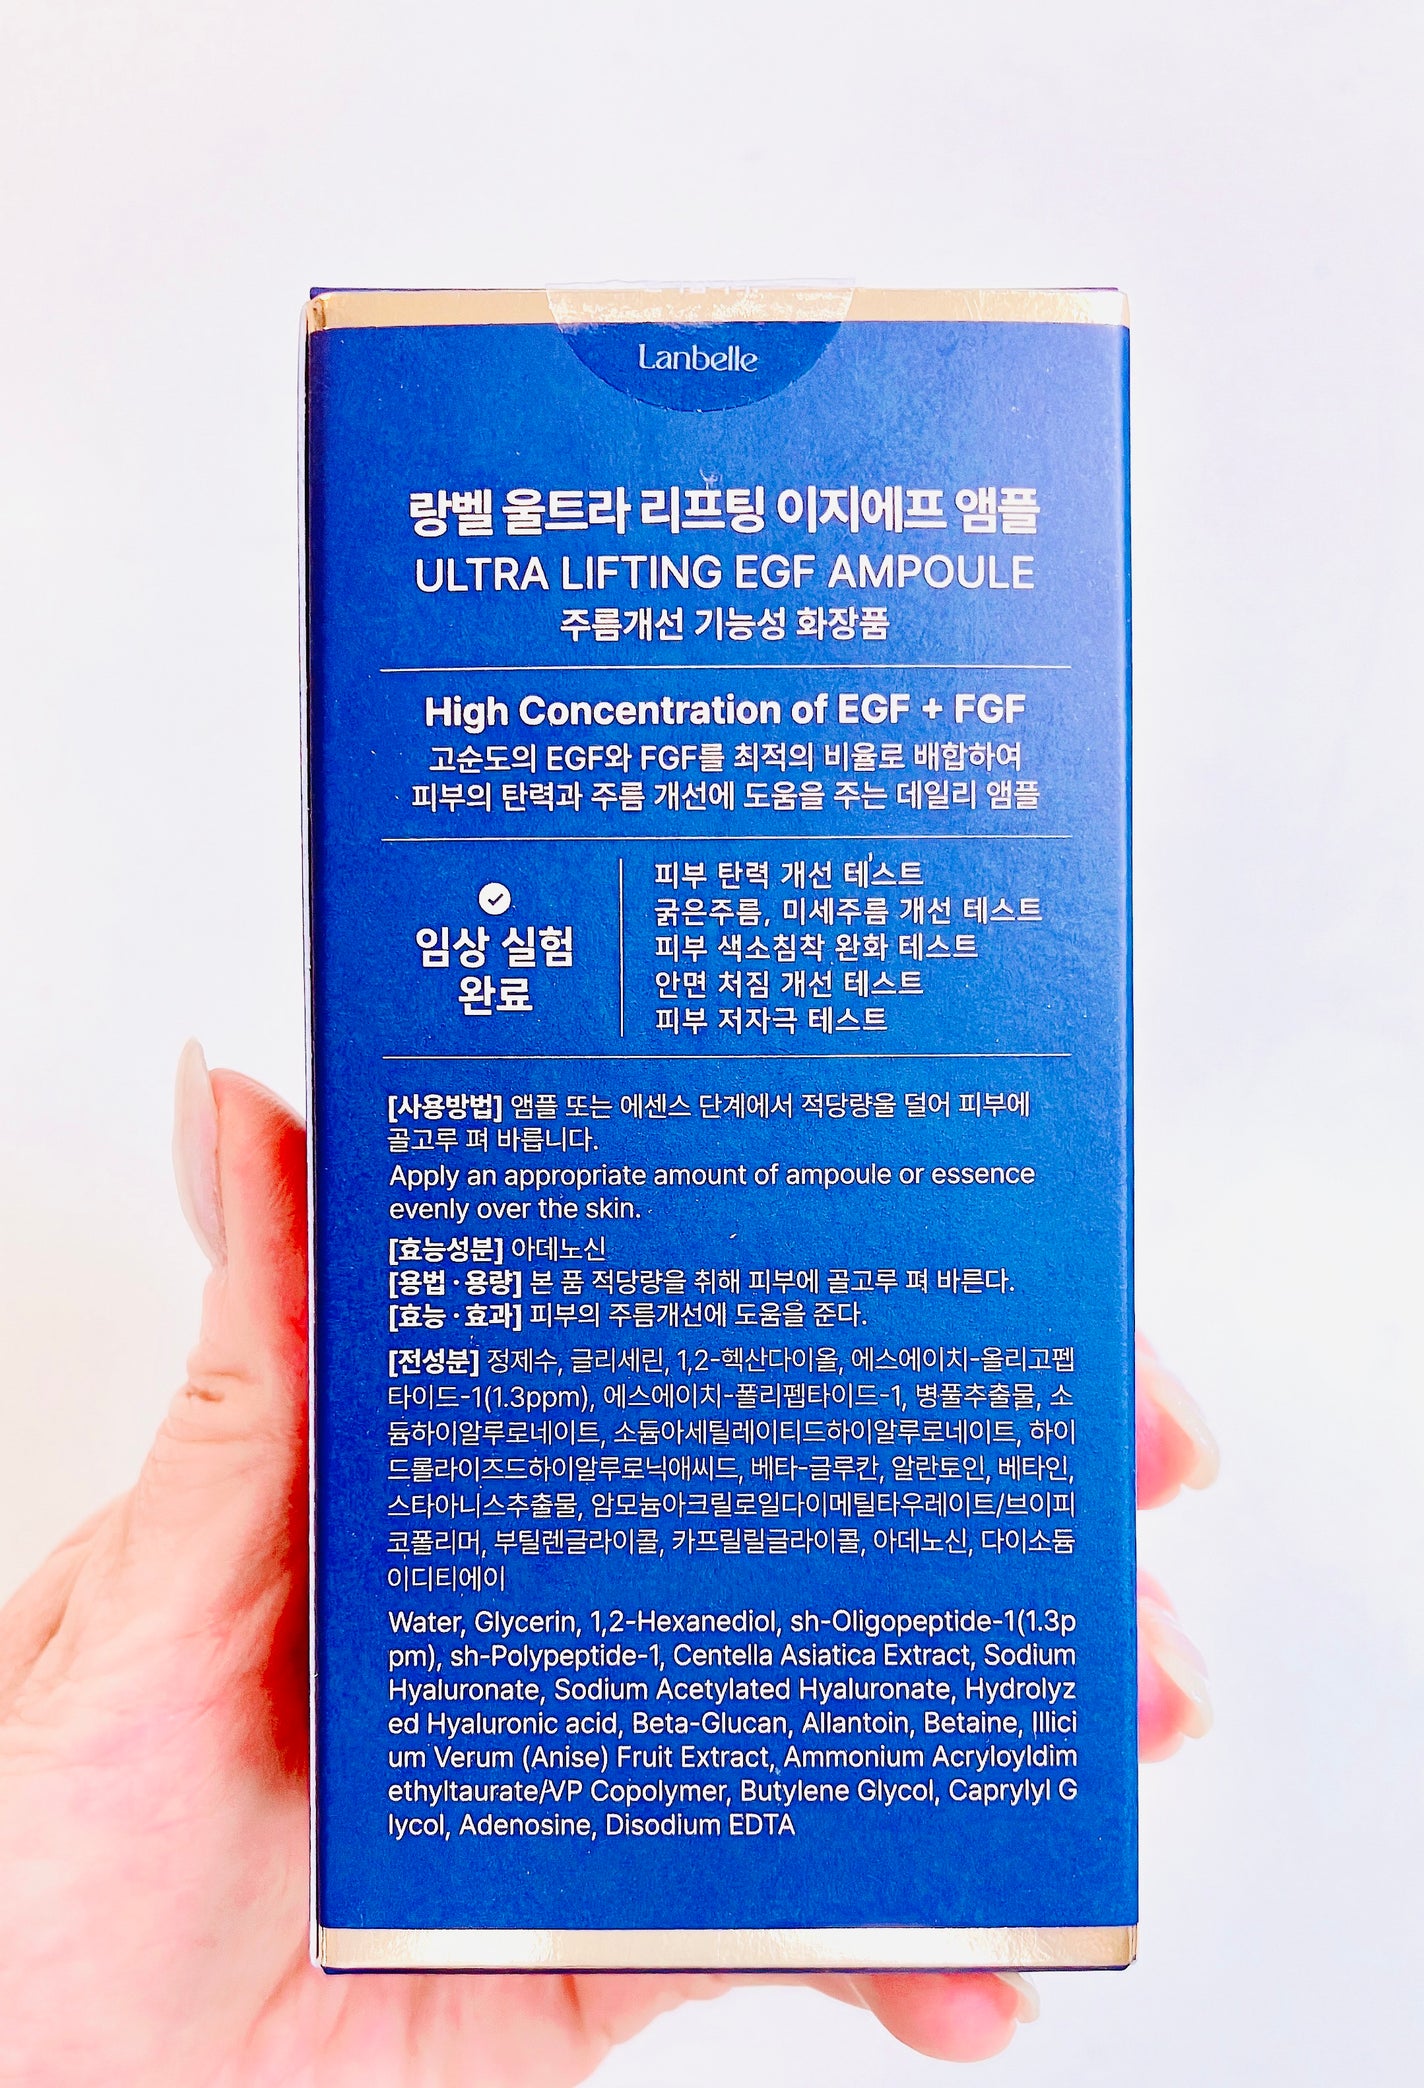 Lanbelle
랑벨 울트라 리프팅 이지에프 앰플
ULTRA LIFTING EGF AMPOULE
주름개선 기능성 화장품
High Concentration of EGF + FGF
고순도의 EGF와 FGF를 최적의 비율로 배합하여
피부의 탄력과 주름 개선에 도움을 주는 데일리 앰플
임상 실험
완료
피부 탄력 개선 테스트
굵은주름, 미세주름 개선 테스트
피부 색소침착 완화 테스트
안면 처짐 개선 테스트
피부 저자극 테스트
[사용방법] 앰플 또는 에센스 단계에서 적당량을 덜어 피부에
골고루 펴 바릅니다.
Apply an appropriate amount of ampoule or essence
evenly over the skin.
[효능성분] 아데노신
[용법 · 용량] 본 품 적당량을 취해 피부에 골고루 펴 바른다.
[효능 · 효과] 피부의 주름개선에 도움을 준다.
[전성분] 정제수, 글리세린, 1,2-헥산다이올, 에스에이치-올리고펩
타이드-1(1.3ppm), 에스에이치-폴리펩타이드-1, 병풀추출물, 소
듐하이알루로네이트, 소듐아세틸레이티드하이알루로네이트, 하이
드롤라이즈드하이알루로닉애씨드, 베타-글루칸, 알란토인, 베타인,
스타아니스추출물, 암모늄아크릴로일다이메틸타우레이트/브이피
코폴리머, 부틸렌글라이콜, 카프릴릴글라이콜, 아데노신, 다이소듐
이디티에이
Water, Glycerin, 1,2-Hexanediol, sh-Oligopeptide-1(1.3p
pm), sh-Polypeptide-1, Centella Asiatica Extract, Sodium
Hyaluronate, Sodium Acetylated Hyaluronate, Hydrolyz
ed Hyaluronic acid, Beta-Glucan, Allantoin, Betaine, Illici
um Verum (Anise) Fruit Extract, Ammonium Acryloyldim
ethyltaurate/VP Copolymer, Butylene Glycol, Caprylyl G
lycol, Adenosine, Disodium EDTA